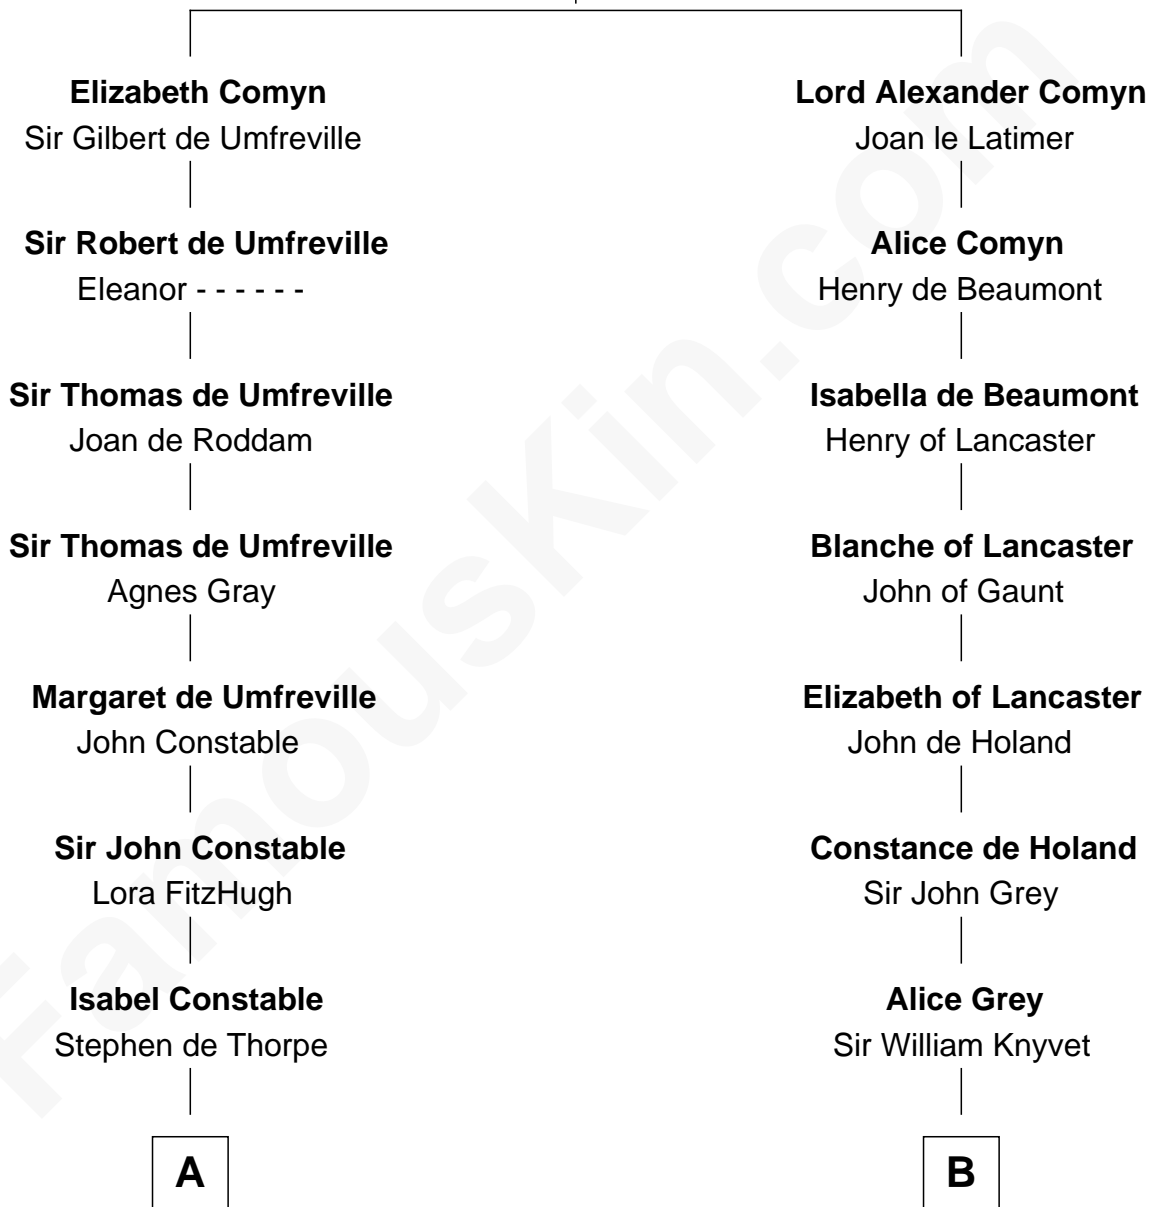 Elizabeth Comyn
Sir Gilbert de Umfreville
Lord Alexander Comyn
Joan le Latimer
Sir Robert de Umfreville
Eleanor - - - - - -
Alice Comyn
Henry de Beaumont
Sir Thomas de Umfreville
Joan de Roddam
Isabella de Beaumont
Henry of Lancaster
Sir Thomas de Umfreville
Agnes Gray
Blanche of Lancaster
John of Gaunt
Margaret de Umfreville
John Constable
Elizabeth of Lancaster
John de Holand
Sir John Constable
Lora FitzHugh
Constance de Holand
Sir John Grey
Isabel Constable
Stephen de Thorpe
Alice Grey
Sir William Knyvet
A
B
FamousKin.com